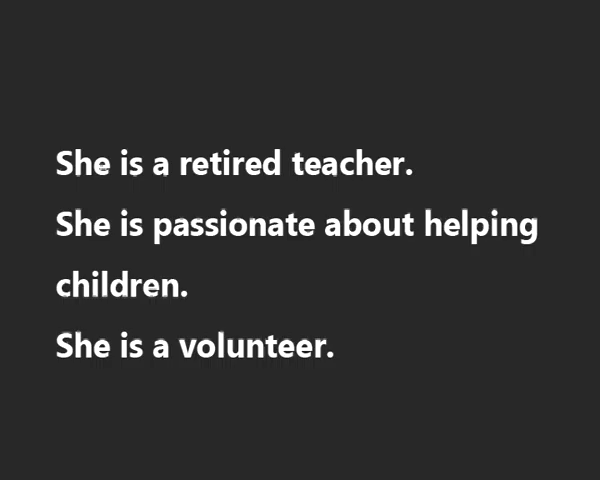 She is a retired teacher.
She is passionate about helping
children.
She is a volunteer.